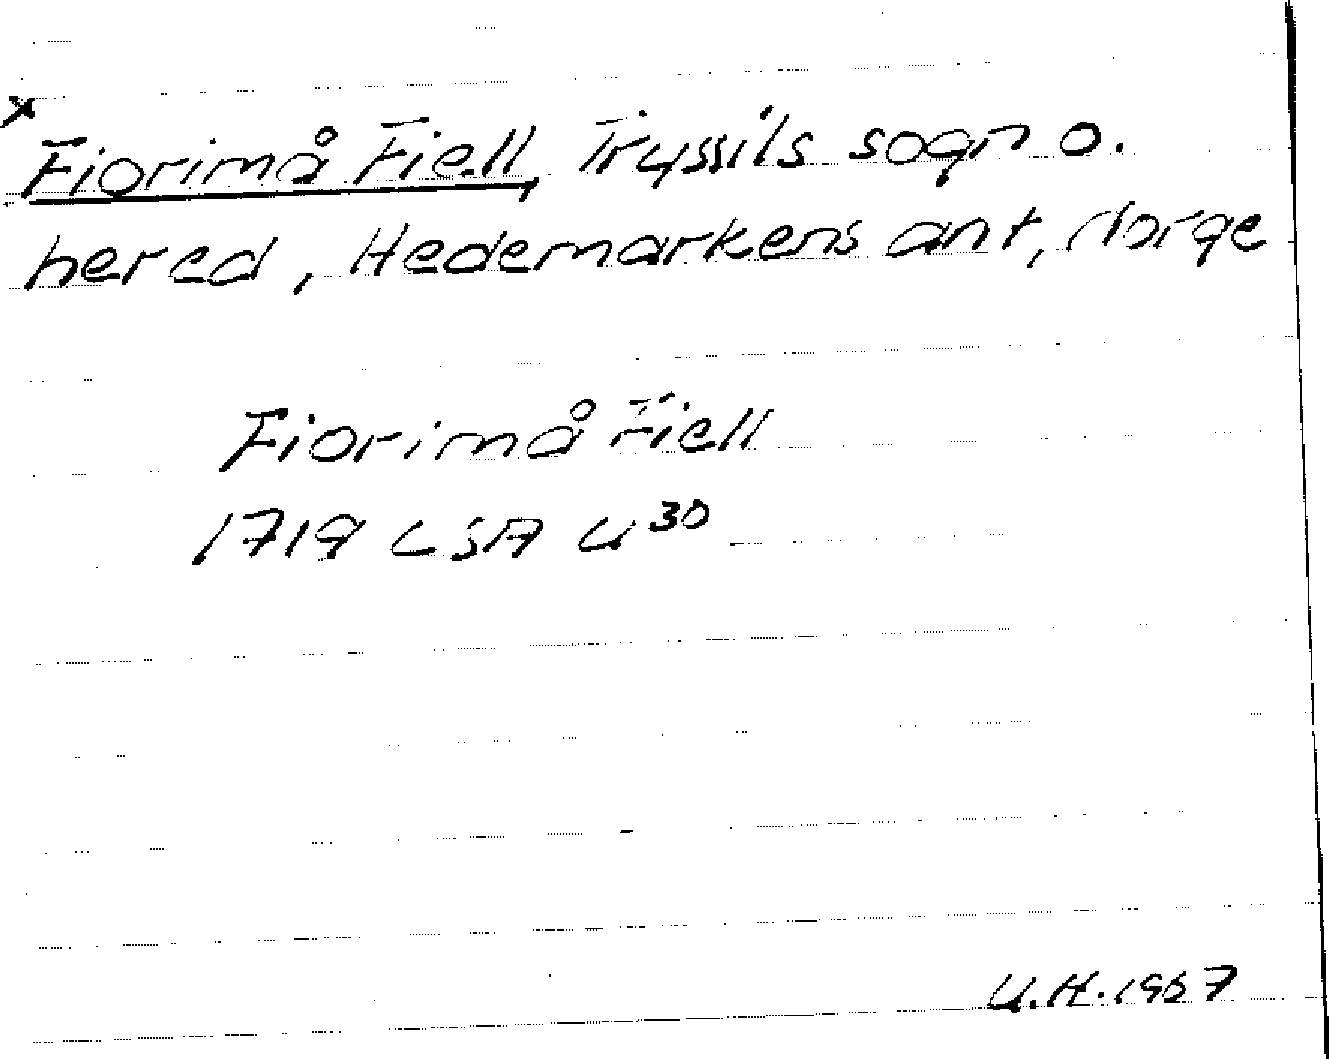 x Fiorimå Fiell, Tryssils sogn o.
hered, Hedemarkens amt, Norge
Fiorimå Fiell
1719 LSA U³⁰
U.H. 1967